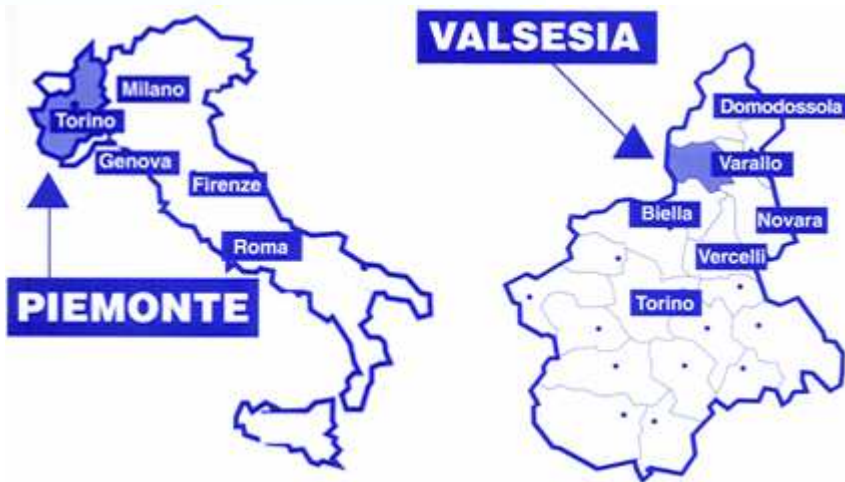 Milano
Torino
Genova
Firenze
Roma
PIEMONTE
VALSESIA
Domodossola
Varallo
Biella
Novara
Vercelli
Torino